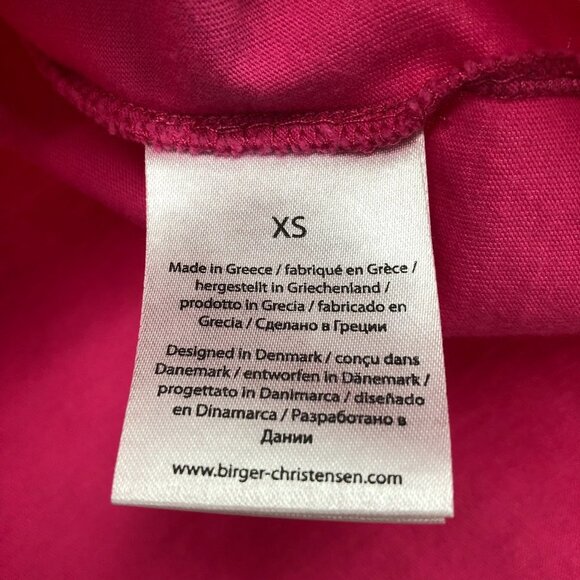 XS
Made in Greece / fabriqué en Grèce /
hergestellt in Griechenland /
prodotto in Grecia / fabricado en
Grecia / Сделано в Греции
Designed in Denmark / conçu dans
Danemark / entworfen in Dänemark /
progettato in Danimarca / diseñado
en Dinamarca / Разработано в
Дании
www.birger-christensen.com